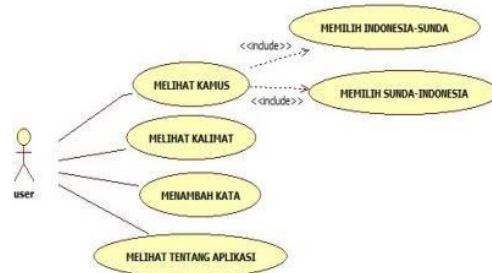 MEMILIH INDONESIA-SUNDA
<<include>>
MELIHAT KAMUS
MEMILIH SUNDA-INDONESIA
<<include>>
MELIHAT KALIMAT
user
MENAMBAH KATA
MELIHAT TENTANG APLIKASI